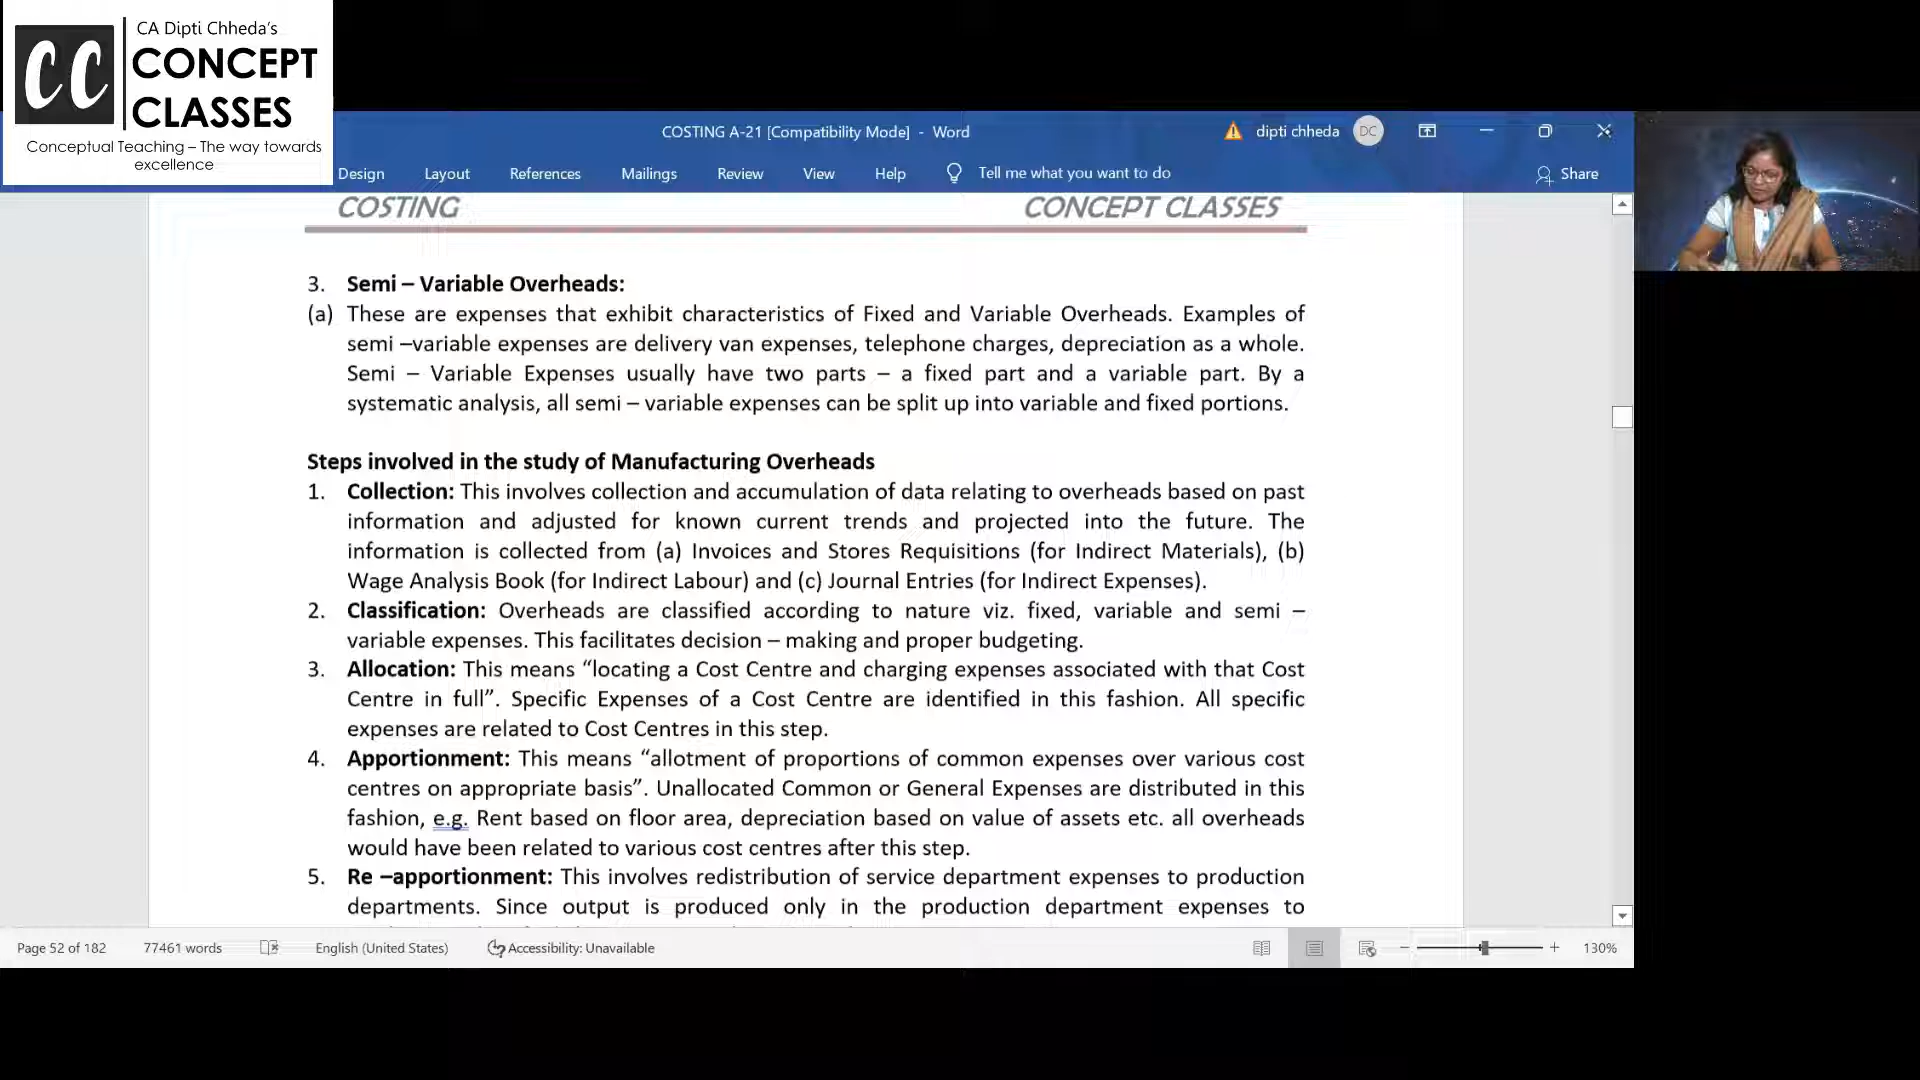 CA Dipti Chheda's
CC CONCEPT
CLASSES
Conceptual Teaching – The way towards
excellence
COSTING A-21 [Compatibility Mode] - Word
dipti chheda
DC
Design Layout References Mailings Review View Help Tell me what you want to do Share
COSTING CONCEPT CLASSES
3. Semi – Variable Overheads:
(a) These are expenses that exhibit characteristics of Fixed and Variable Overheads. Examples of
semi –variable expenses are delivery van expenses, telephone charges, depreciation as a whole.
Semi – Variable Expenses usually have two parts – a fixed part and a variable part. By a
systematic analysis, all semi – variable expenses can be split up into variable and fixed portions.
Steps involved in the study of Manufacturing Overheads
1. Collection: This involves collection and accumulation of data relating to overheads based on past
information and adjusted for known current trends and projected into the future. The
information is collected from (a) Invoices and Stores Requisitions (for Indirect Materials), (b)
Wage Analysis Book (for Indirect Labour) and (c) Journal Entries (for Indirect Expenses).
2. Classification: Overheads are classified according to nature viz. fixed, variable and semi –
variable expenses. This facilitates decision – making and proper budgeting.
3. Allocation: This means “locating a Cost Centre and charging expenses associated with that Cost
Centre in full”. Specific Expenses of a Cost Centre are identified in this fashion. All specific
expenses are related to Cost Centres in this step.
4. Apportionment: This means “allotment of proportions of common expenses over various cost
centres on appropriate basis”. Unallocated Common or General Expenses are distributed in this
fashion, e.g. Rent based on floor area, depreciation based on value of assets etc. all overheads
would have been related to various cost centres after this step.
5. Re –apportionment: This involves redistribution of service department expenses to production
departments. Since output is produced only in the production department expenses to
Page 52 of 182 77461 words English (United States) Accessibility: Unavailable 130%